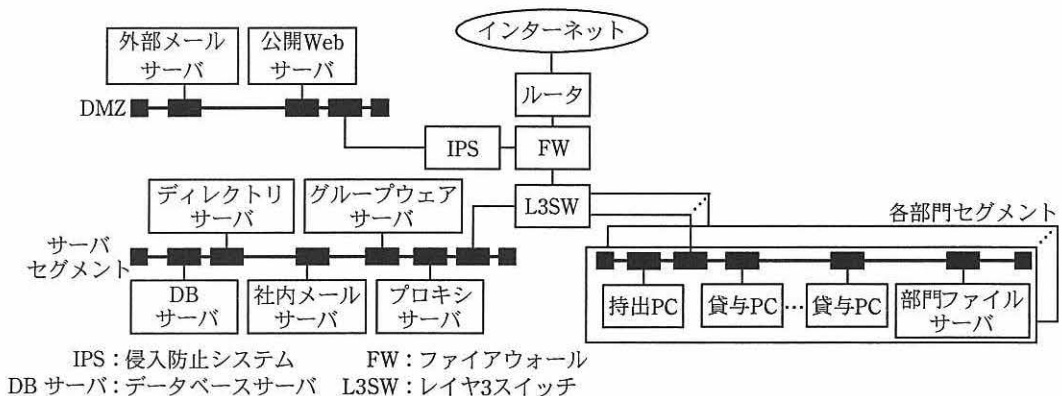 インターネット
外部メール
サーバ
公開Web
サーバ
ルータ
DMZ
IPS
FW
ディレクトリ
サーバ
グループウェア
サーバ
L3SW
各部門セグメント
サーバ
セグメント
DB
サーバ
社内メール
サーバ
プロキシ
サーバ
持出PC
貸与PC
…
貸与PC
部門ファイル
サーバ
IPS：侵入防止システム FW：ファイアウォール
DB サーバ：データベースサーバ L3SW：レイヤ3スイッチ